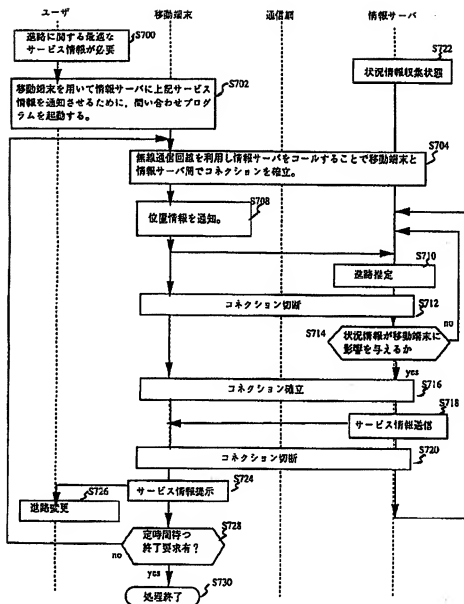 ユーザ
移動端末
通信網
情報サーバ
S700
進路に関する最適な
サービス情報が必要
S722
状況情報収集状態
S702
移動端末を用いて情報サーバに上記サービス
情報を通知させるために，問い合わせプログ
ラムを起動する。
S704
無線通信回線を利用し情報サーバをコールすることで移動端末と
情報サーバ間でコネクションを確立。
S708
位置情報を通知。
S710
進路推定
コネクション切断
S712
S714
状況情報が移動端末に
影響を与えるか
no
yes
コネクション確立
S716
S718
サービス情報送信
コネクション切断
S720
S724
サービス情報提示
S726
進路変更
S728
定時間待つ
終了要求有?
no
yes
S730
処理終了